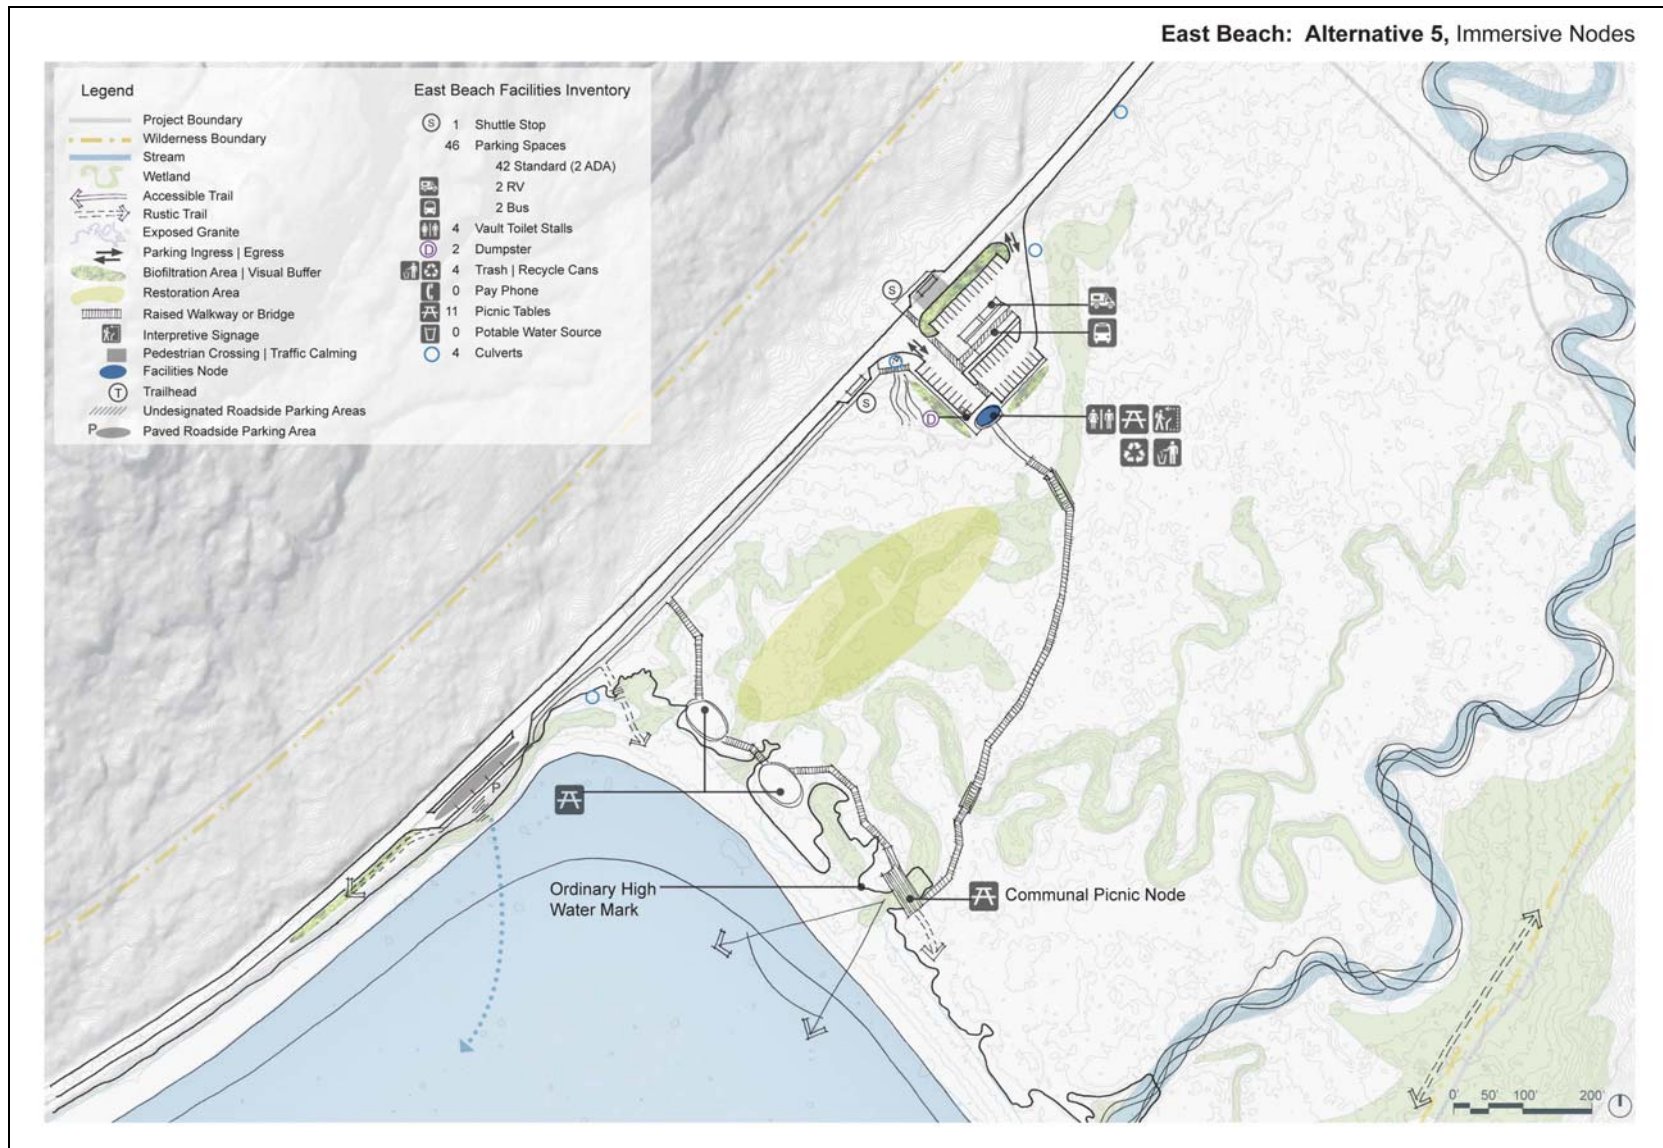 East Beach: Alternative 5, Immersive Nodes
Legend
Project Boundary
Wilderness Boundary
Stream
Wetland
Accessible Trail
Rustic Trail
Exposed Granite
Parking Ingress | Egress
Biofiltration Area | Visual Buffer
Restoration Area
Raised Walkway or Bridge
Interpretive Signage
Pedestrian Crossing | Traffic Calming
Facilities Node
T Trailhead
Undesignated Roadside Parking Areas
P Paved Roadside Parking Area
East Beach Facilities Inventory
S 1 Shuttle Stop
46 Parking Spaces
42 Standard (2 ADA)
2 RV
2 Bus
4 Vault Toilet Stalls
D 2 Dumpster
4 Trash | Recycle Cans
0 Pay Phone
11 Picnic Tables
0 Potable Water Source
4 Culverts
S
S
D
P
Ordinary High
Water Mark
Communal Picnic Node
0' 50' 100' 200'